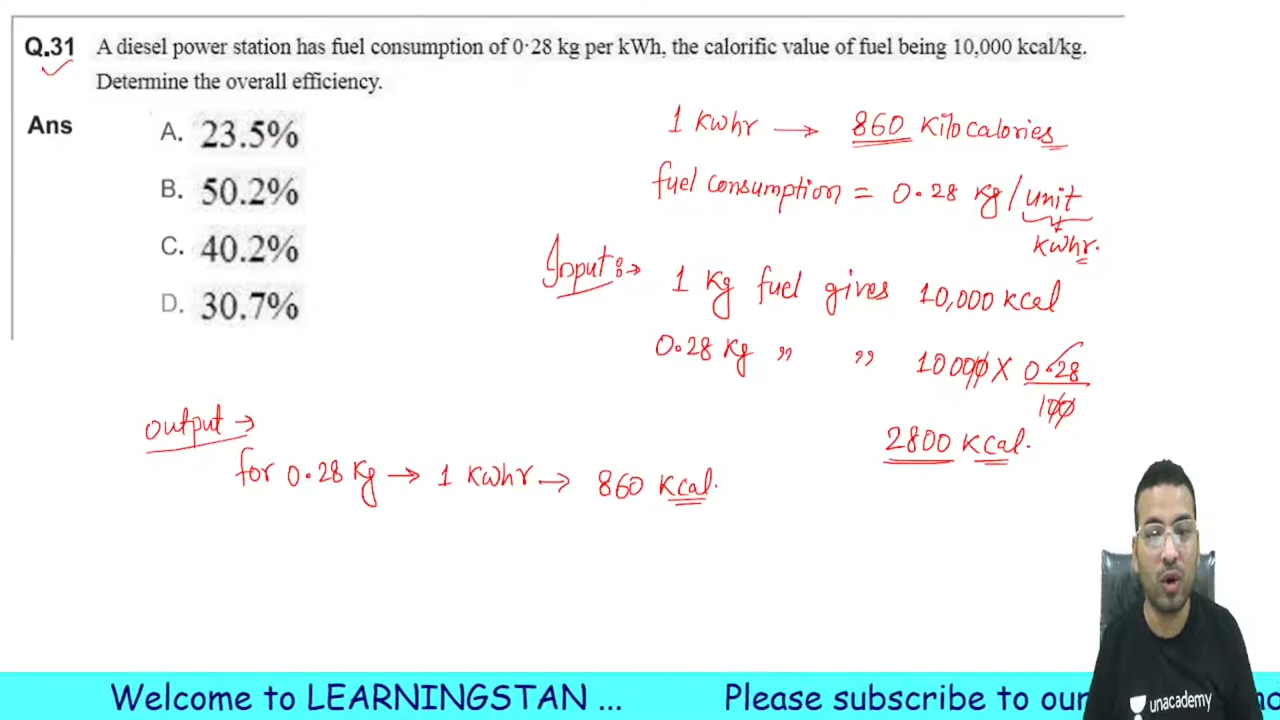 Q.31 A diesel power station has fuel consumption of 0·28 kg per kWh, the calorific value of fuel being 10,000 kcal/kg.
Determine the overall efficiency.
Ans
A. 23.5%
B. 50.2%
C. 40.2%
D. 30.7%
1 kwhr → 860 Kilocalories
fuel consumption = 0.28 kg/unit
kwhr.
Input:→ 1 Kg fuel gives 10,000 kcal
0.28 Kg " " 10000 X 0.28
100
2800 kcal.
output →
for 0.28 Kg → 1 Kwhr → 860 Kcal.
unacademy
Welcome to LEARNINGSTAN ... Please subscribe to our